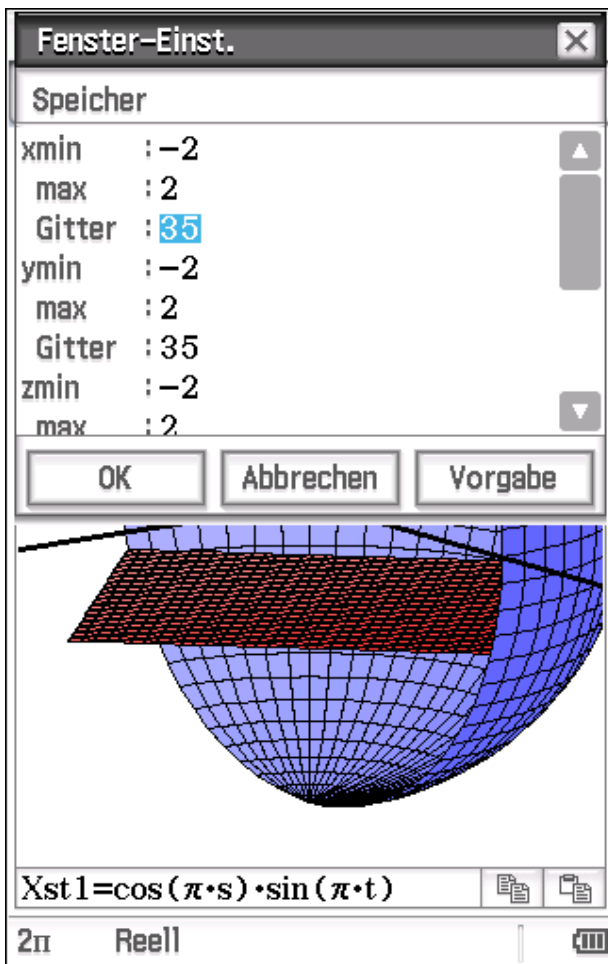 Fenster-Einst.
Speicher
xmin :-2
max :2
Gitter :35
ymin :-2
max :2
Gitter :35
zmin :-2
max :2
OK Abbrechen Vorgabe
Xst1=cos(π•s)•sin(π•t)
2π Reell